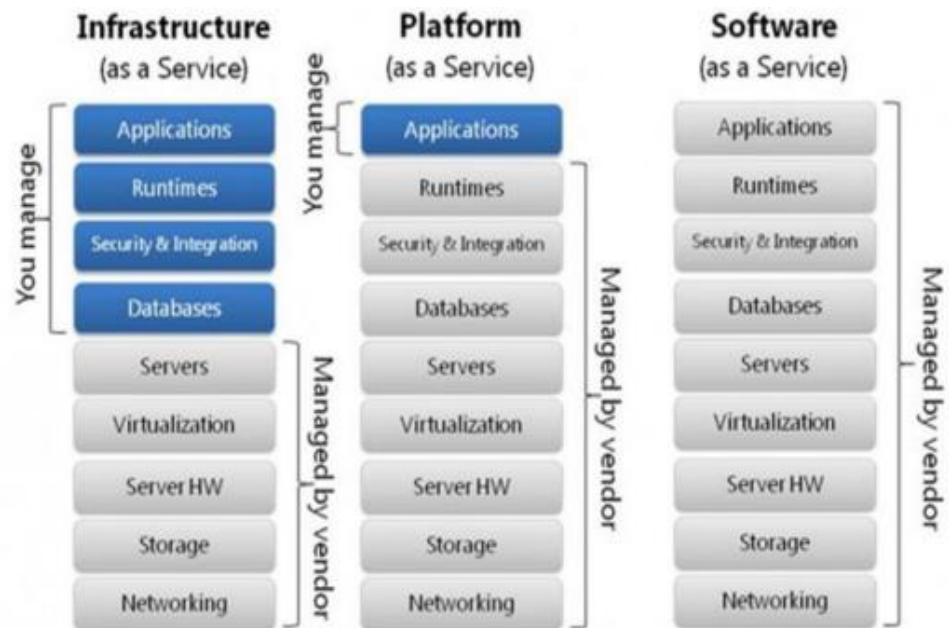 Infrastructure
(as a Service)
You manage
Applications
Runtimes
Security & Integration
Databases
Servers
Virtualization
Server HW
Storage
Networking
Managed by vendor
Platform
(as a Service)
You manage
Applications
Runtimes
Security & Integration
Databases
Servers
Virtualization
Server HW
Storage
Networking
Managed by vendor
Software
(as a Service)
Applications
Runtimes
Security & Integration
Databases
Servers
Virtualization
Server HW
Storage
Networking
Managed by vendor